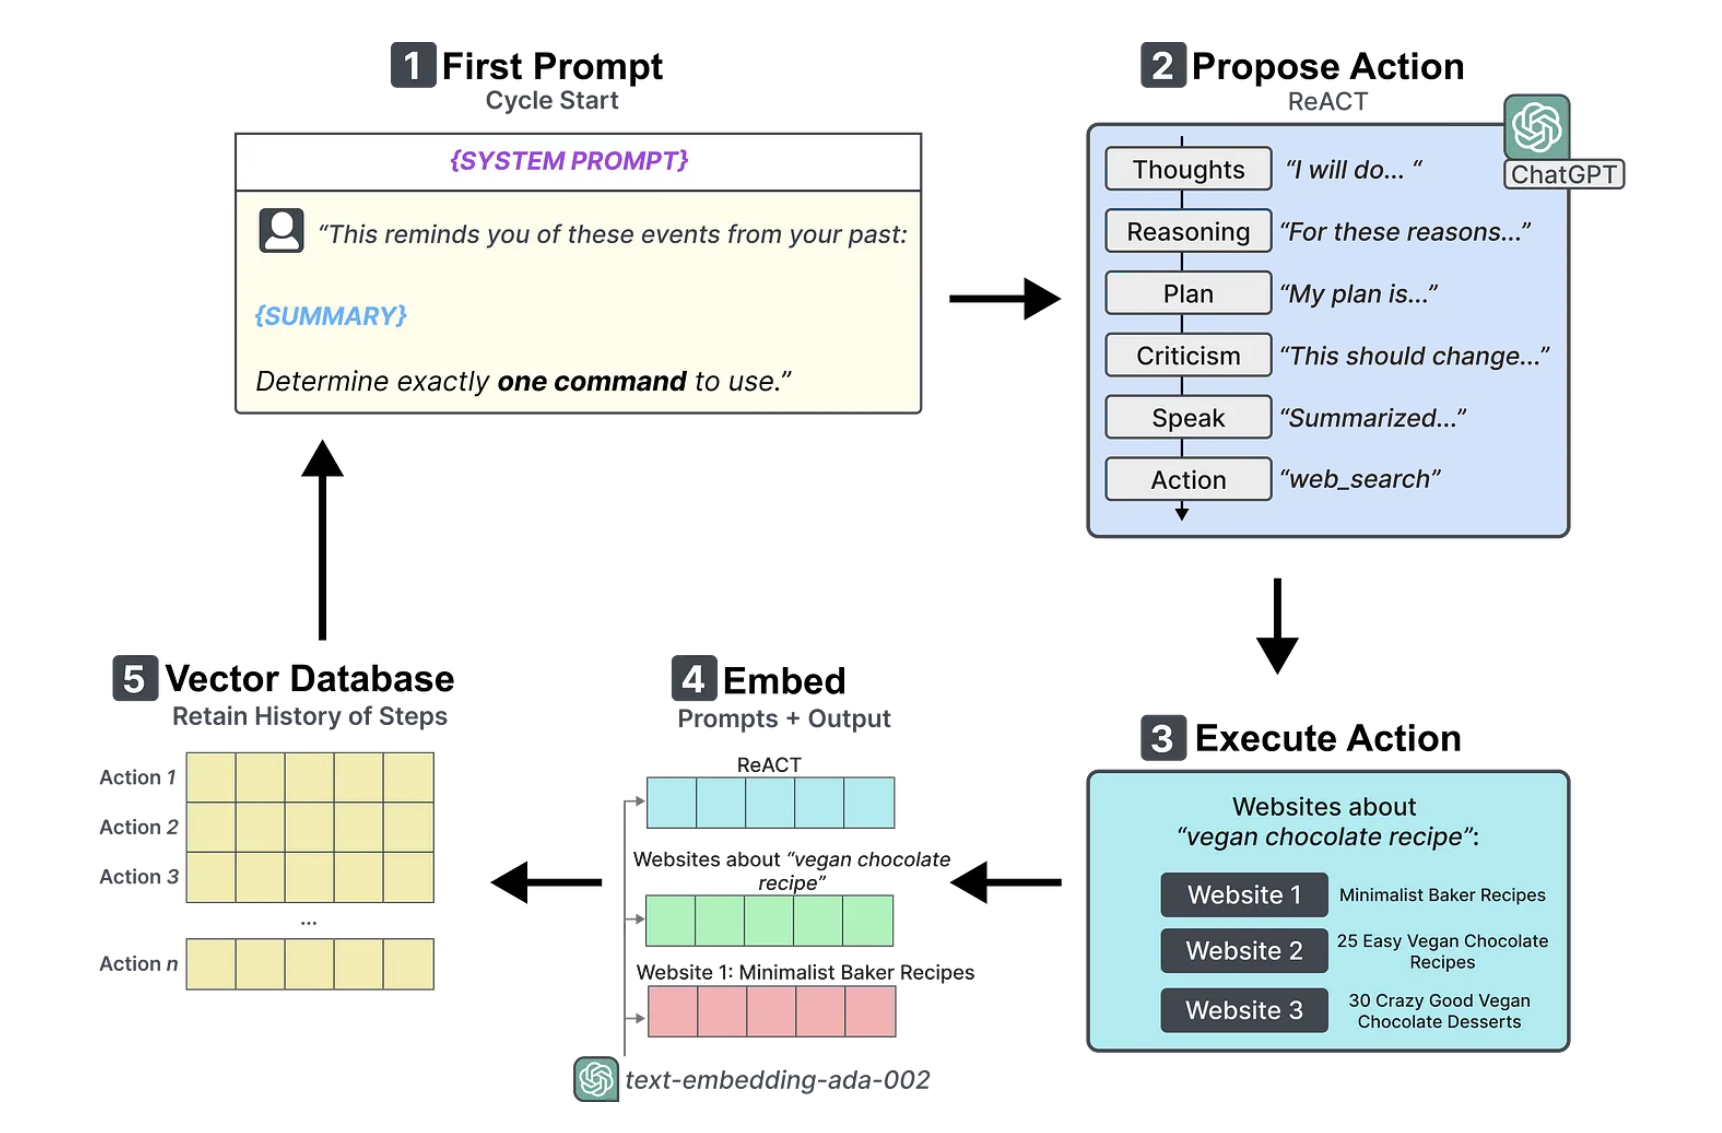 1 First Prompt
Cycle Start
{SYSTEM PROMPT}
“This reminds you of these events from your past:
{SUMMARY}
Determine exactly one command to use.”
2 Propose Action
ReACT
ChatGPT
Thoughts “I will do... “
Reasoning “For these reasons...”
Plan “My plan is...”
Criticism “This should change...”
Speak “Summarized...”
Action “web_search”
3 Execute Action
Websites about
“vegan chocolate recipe”:
Website 1 Minimalist Baker Recipes
Website 2 25 Easy Vegan Chocolate
Recipes
Website 3 30 Crazy Good Vegan
Chocolate Desserts
4 Embed
Prompts + Output
ReACT
Websites about “vegan chocolate
recipe”
Website 1: Minimalist Baker Recipes
text-embedding-ada-002
5 Vector Database
Retain History of Steps
Action 1
Action 2
Action 3
...
Action n